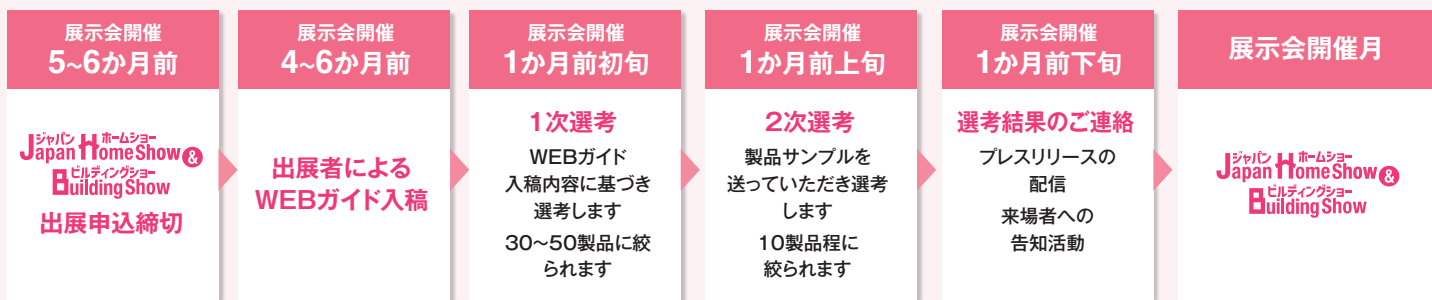 展示会開催
5~6か月前
ジャパン ホームショー
Japan Home Show &
ビルディングショー
Building Show
出展申込締切
展示会開催
4~6か月前
出展者による
WEBガイド入稿
展示会開催
1か月前初旬
1次選考
WEBガイド
入稿内容に基づき
選考します
30〜50製品に絞
られます
展示会開催
1か月前上旬
2次選考
製品サンプルを
送っていただき選考
します
10製品程に
絞られます
展示会開催
1か月前下旬
選考結果のご連絡
プレスリリースの
配信
来場者への
告知活動
展示会開催月
ジャパン ホームショー
Japan Home Show &
ビルディングショー
Building Show